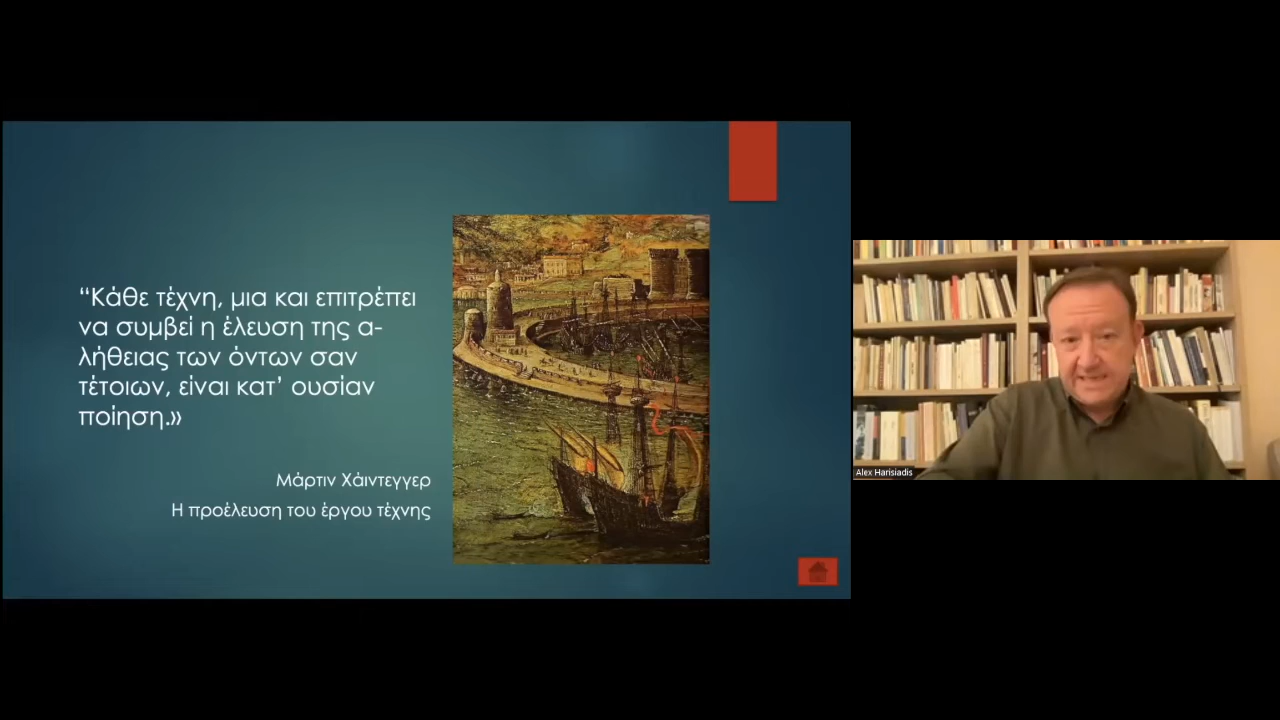 “Κάθε τέχνη, μια και επιτρέπει
να συμβεί η έλευση της α-
λήθειας των όντων σαν
τέτοιων, είναι κατ’ ουσίαν
ποίηση.»
Μάρτιν Χάιντεγγερ
Η προέλευση του έργου τέχνης
Alex Harisiadis